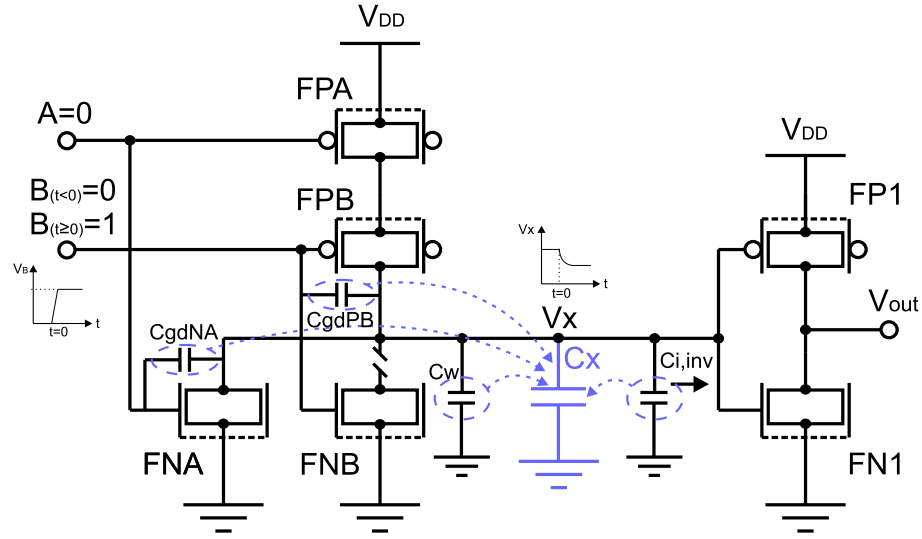 VDD
FPA
A=0
VDD
B(t<0)=0
FPB
FP1
B(t≥0)=1
Vx
t
t=0
VB
t
t=0
CgdPB
Vx
Vout
CgdNA
Cw
Cx
Ci,inv
FNA
FNB
FN1